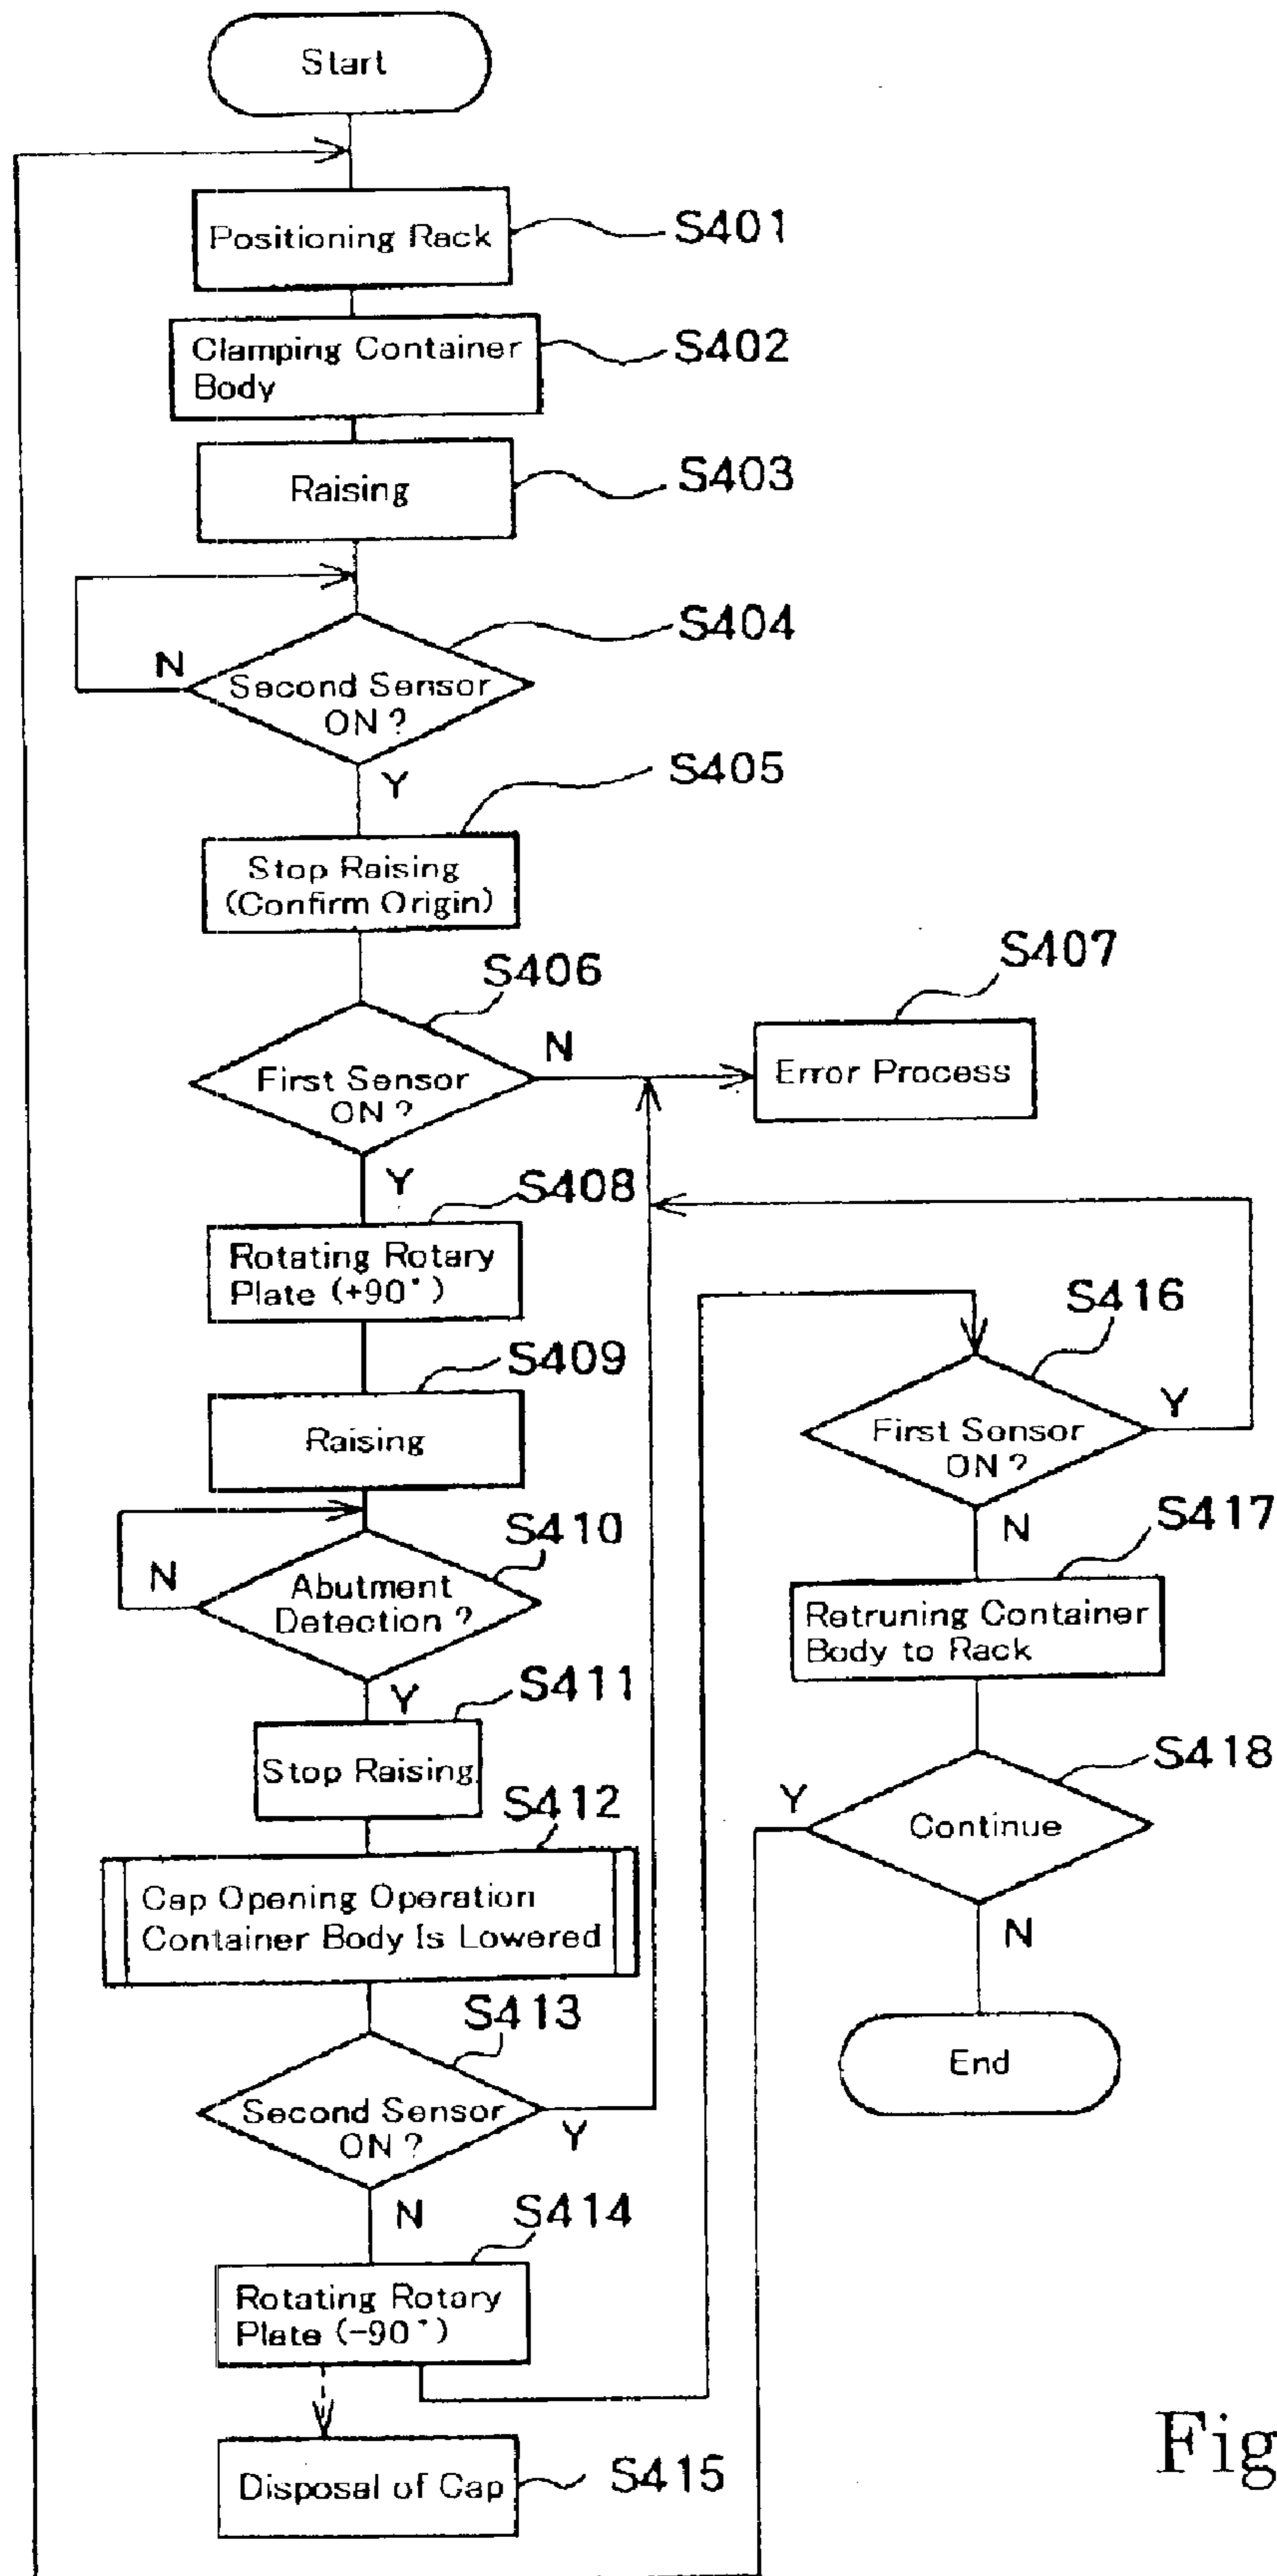 Start
Positioning Rack
S401
Clamping Container
Body
S402
Raising
S403
S404
N
Second Sensor
ON ?
Y
S405
Stop Raising
(Confirm Origin)
S406
First Sensor
ON ?
N
S407
Error Process
Y
S408
Rotating Rotary
Plate (+90°)
S409
Raising
S410
N
Abutment
Detection ?
Y
S411
Stop Raising
S412
Cap Opening Operation
Container Body Is Lowered
S413
Second Sensor
ON ?
Y
N
S414
Rotating Rotary
Plate (-90°)
Disposal of Cap
S415
S416
First Sensor
ON ?
Y
N
S417
Retruning Container
Body to Rack
S418
Y
Continue
N
End
Fig